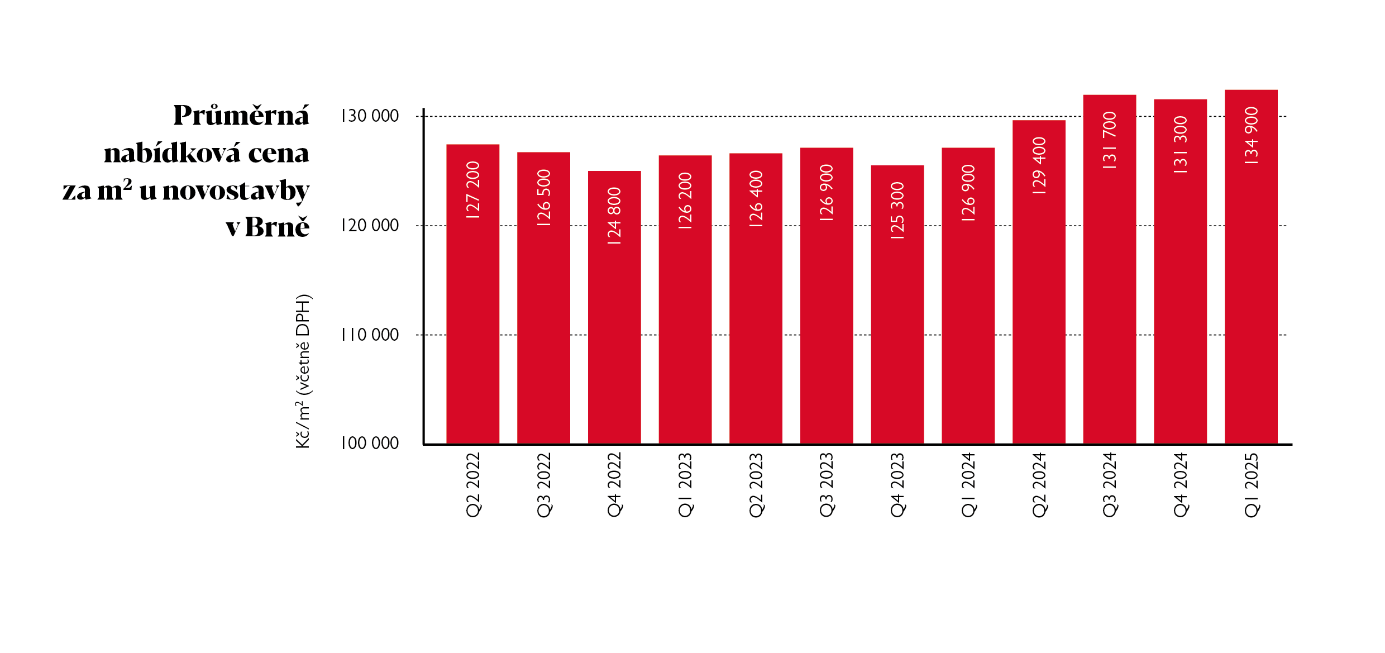 Průměrná
nabídková cena
za m² u novostavby
v Brně
Kč/m² (včetně DPH)
130 000
120 000
110 000
100 000
127 200
126 500
124 800
126 200
126 400
126 900
125 300
126 900
129 400
131 700
131 300
134 900
Q2 2022
Q3 2022
Q4 2022
Q1 2023
Q2 2023
Q3 2023
Q4 2023
Q1 2024
Q2 2024
Q3 2024
Q4 2024
Q1 2025